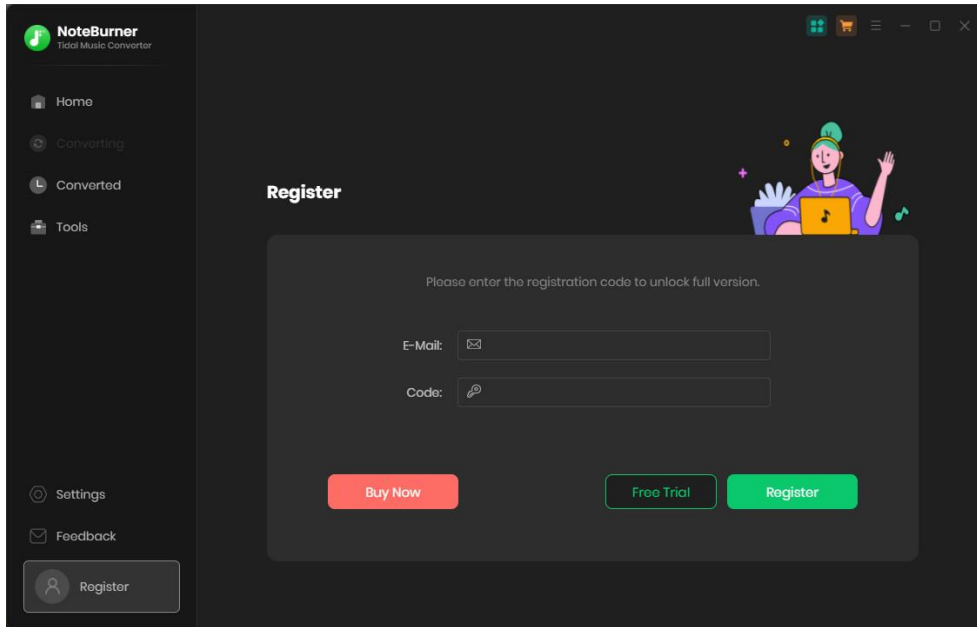 NoteBurner
Tidal Music Converter
Home
Converting
Converted
Tools
Register
Please enter the registration code to unlock full version.
E-Mail:
Code:
Buy Now
Free Trial
Register
Settings
Feedback
Register